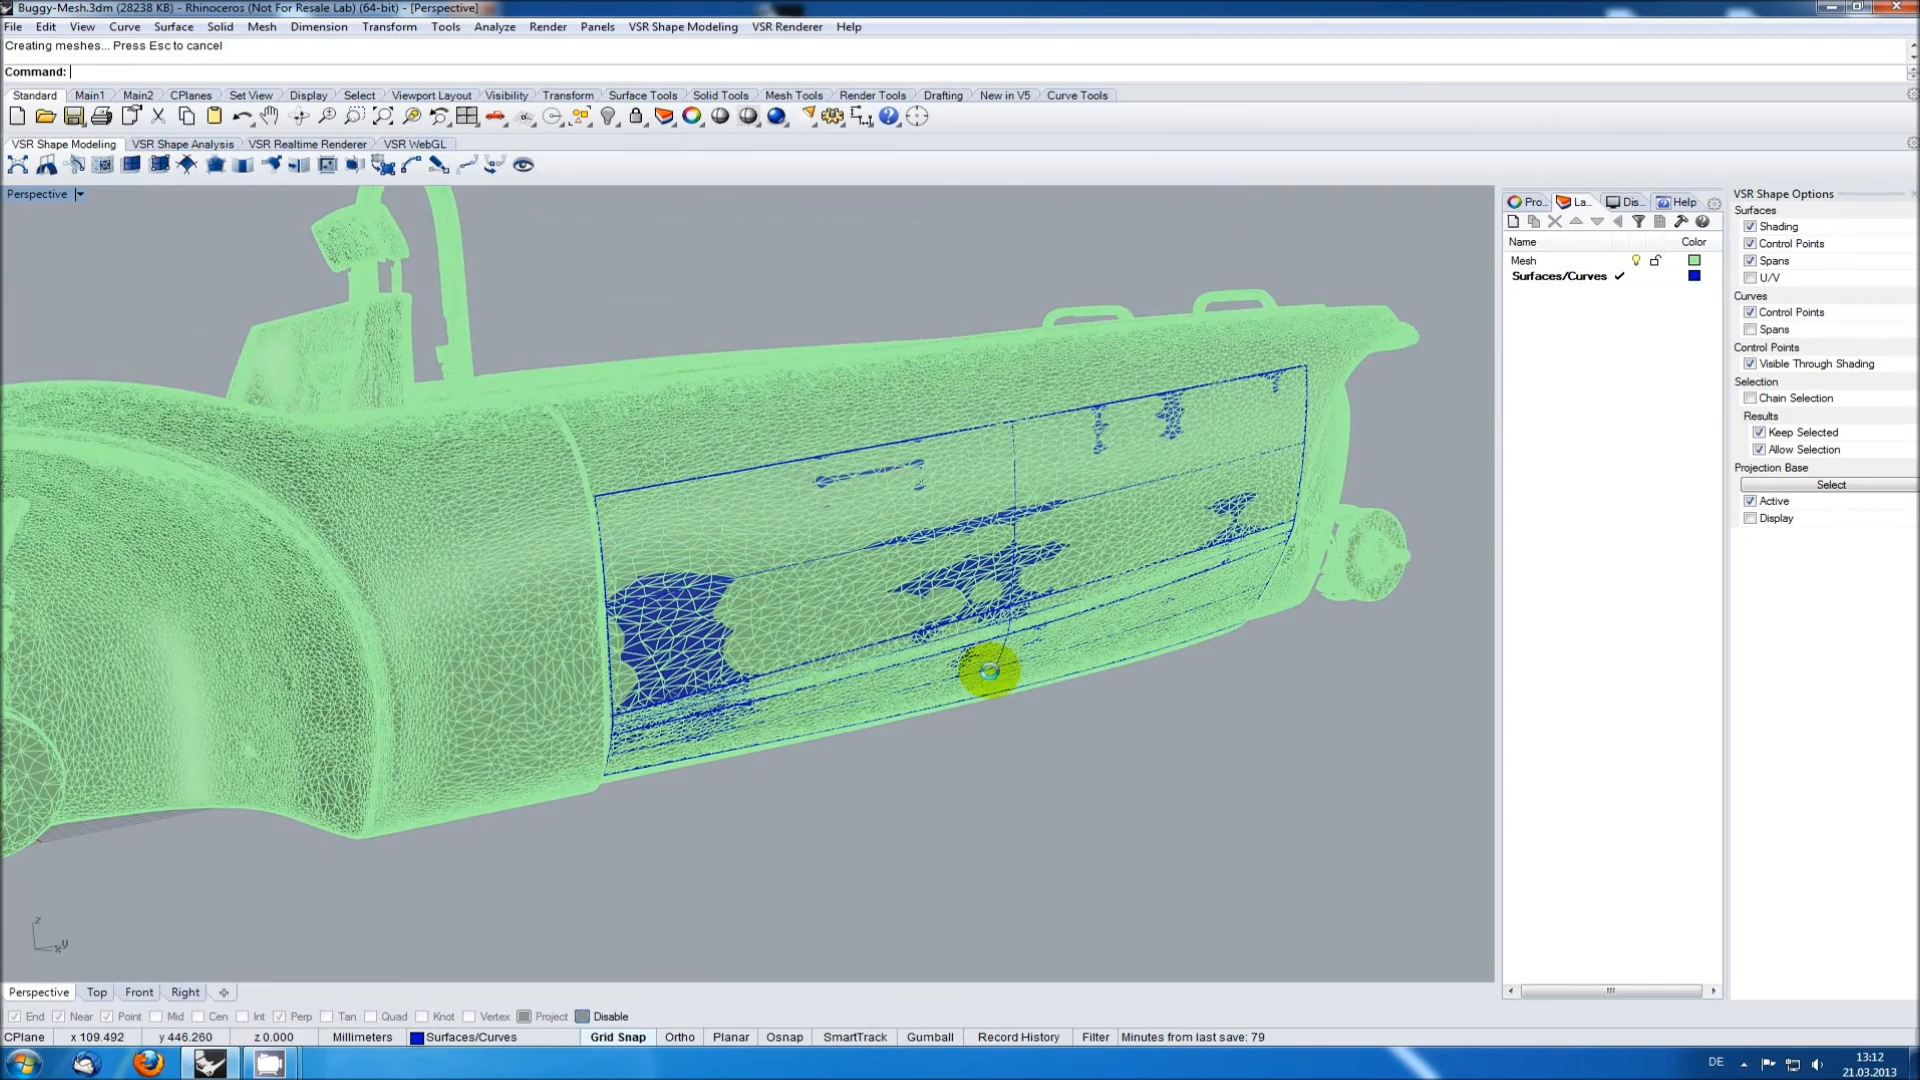 Buggy-Mesh.3dm (28238 KB) - Rhinoceros (Not For Resale Lab) (64-bit) - [Perspective]
File Edit View Curve Surface Solid Mesh Dimension Transform Tools Analyze Render Panels VSR Shape Modeling VSR Renderer Help
Creating meshes... Press Esc to cancel
Command:
Standard Main1 Main2 CPlanes Set View Display Select Viewport Layout Visibility Transform Surface Tools Solid Tools Mesh Tools Render Tools Drafting New in V5 Curve Tools
VSR Shape Modeling VSR Shape Analysis VSR Realtime Renderer VSR WebGL
Perspective
Pro... La... Dis... Help
Name Color
Mesh
Surfaces/Curves
VSR Shape Options
Surfaces
Shading
Control Points
Spans
U/V
Curves
Control Points
Spans
Control Points
Visible Through Shading
Selection
Chain Selection
Results
Keep Selected
Allow Selection
Projection Base
Select
Active
Display
z
x y
Perspective Top Front Right
End Near Point Mid Cen Int Perp Tan Quad Knot Vertex Project Disable
CPlane x 109.492 y 446.260 z 0.000 Millimeters Surfaces/Curves Grid Snap Ortho Planar Osnap SmartTrack Gumball Record History Filter Minutes from last save: 79
DE 13:12
21.03.2013